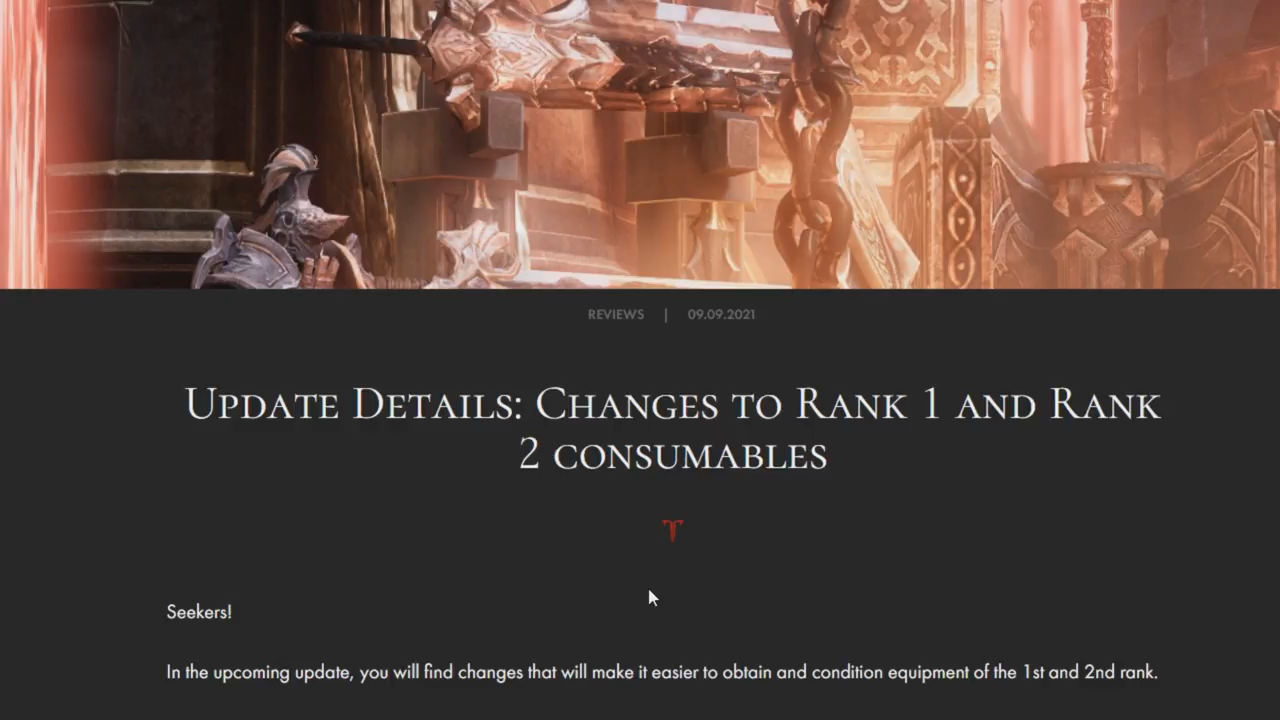 REVIEWS | 09.09.2021
Update Details: Changes to Rank 1 and Rank
2 consumables
Seekers!
In the upcoming update, you will find changes that will make it easier to obtain and condition equipment of the 1st and 2nd rank.